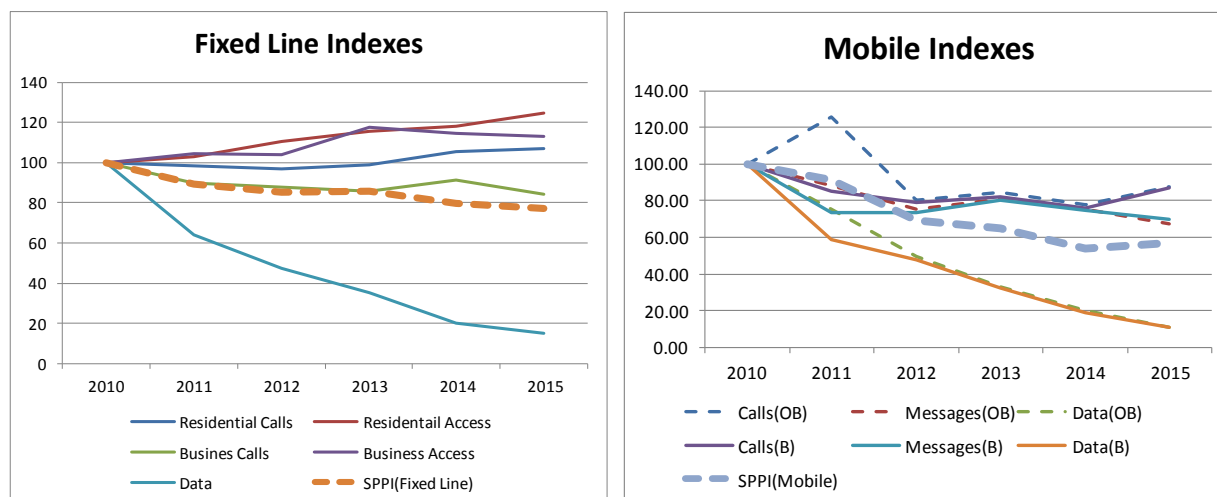 Fixed Line Indexes
140
120
100
80
60
40
20
0
2010 2011 2012 2013 2014 2015
Residential Calls Residentail Access
Busines Calls Business Access
Data SPPI(Fixed Line)
Mobile Indexes
140.00
120.00
100.00
80.00
60.00
40.00
20.00
0.00
2010 2011 2012 2013 2014 2015
Calls(OB) Messages(OB) Data(OB)
Calls(B) Messages(B) Data(B)
SPPI(Mobile)